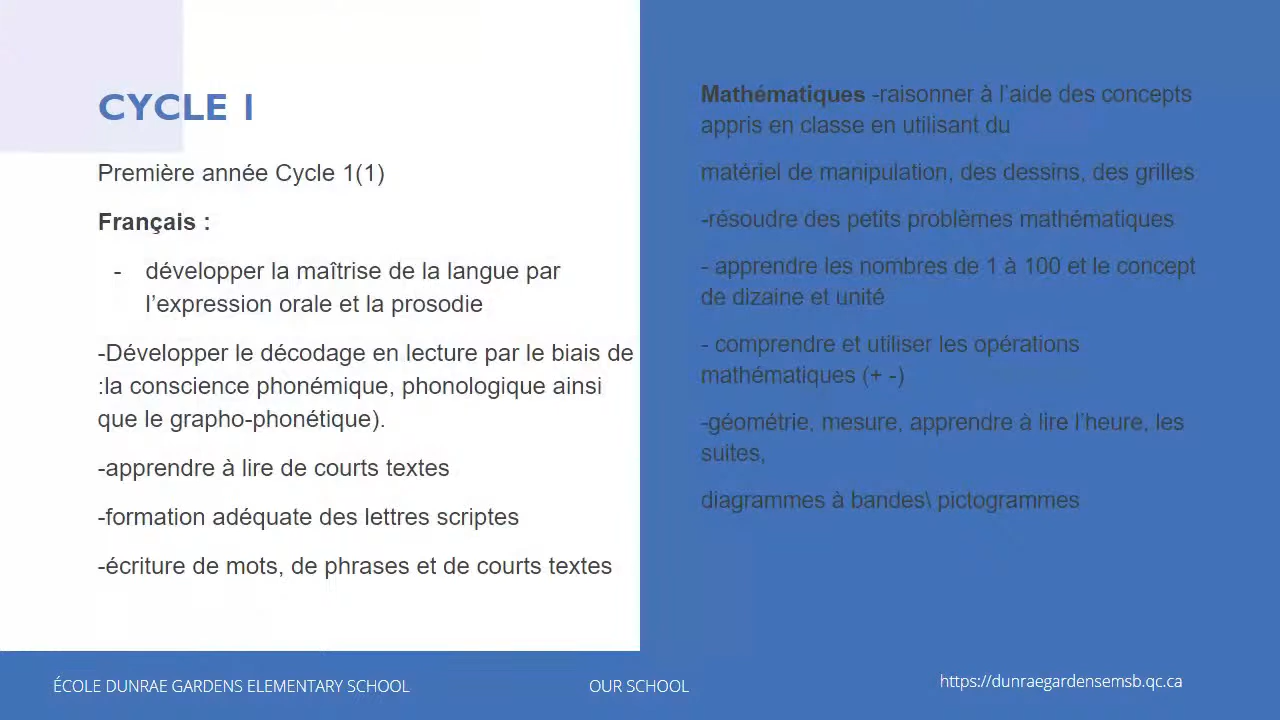 CYCLE 1
Première année Cycle 1(1)
Français :
- développer la maîtrise de la langue par
l’expression orale et la prosodie
-Développer le décodage en lecture par le biais de
:la conscience phonémique, phonologique ainsi
que le grapho-phonétique).
-apprendre à lire de courts textes
-formation adéquate des lettres scriptes
-écriture de mots, de phrases et de courts textes
Mathématiques -raisonner à l’aide des concepts
appris en classe en utilisant du
matériel de manipulation, des dessins, des grilles
-résoudre des petits problèmes mathématiques
- apprendre les nombres de 1 à 100 et le concept
de dizaine et unité
- comprendre et utiliser les opérations
mathématiques (+ -)
-géométrie, mesure, apprendre à lire l’heure, les
suites,
diagrammes à bandes\ pictogrammes
ÉCOLE DUNRAE GARDENS ELEMENTARY SCHOOL
OUR SCHOOL
https://dunraegardensemsb.qc.ca